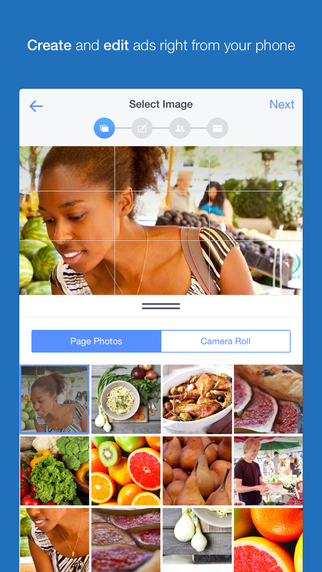 Create and edit ads right from your phone
Select Image
Next
Page Photos
Camera Roll